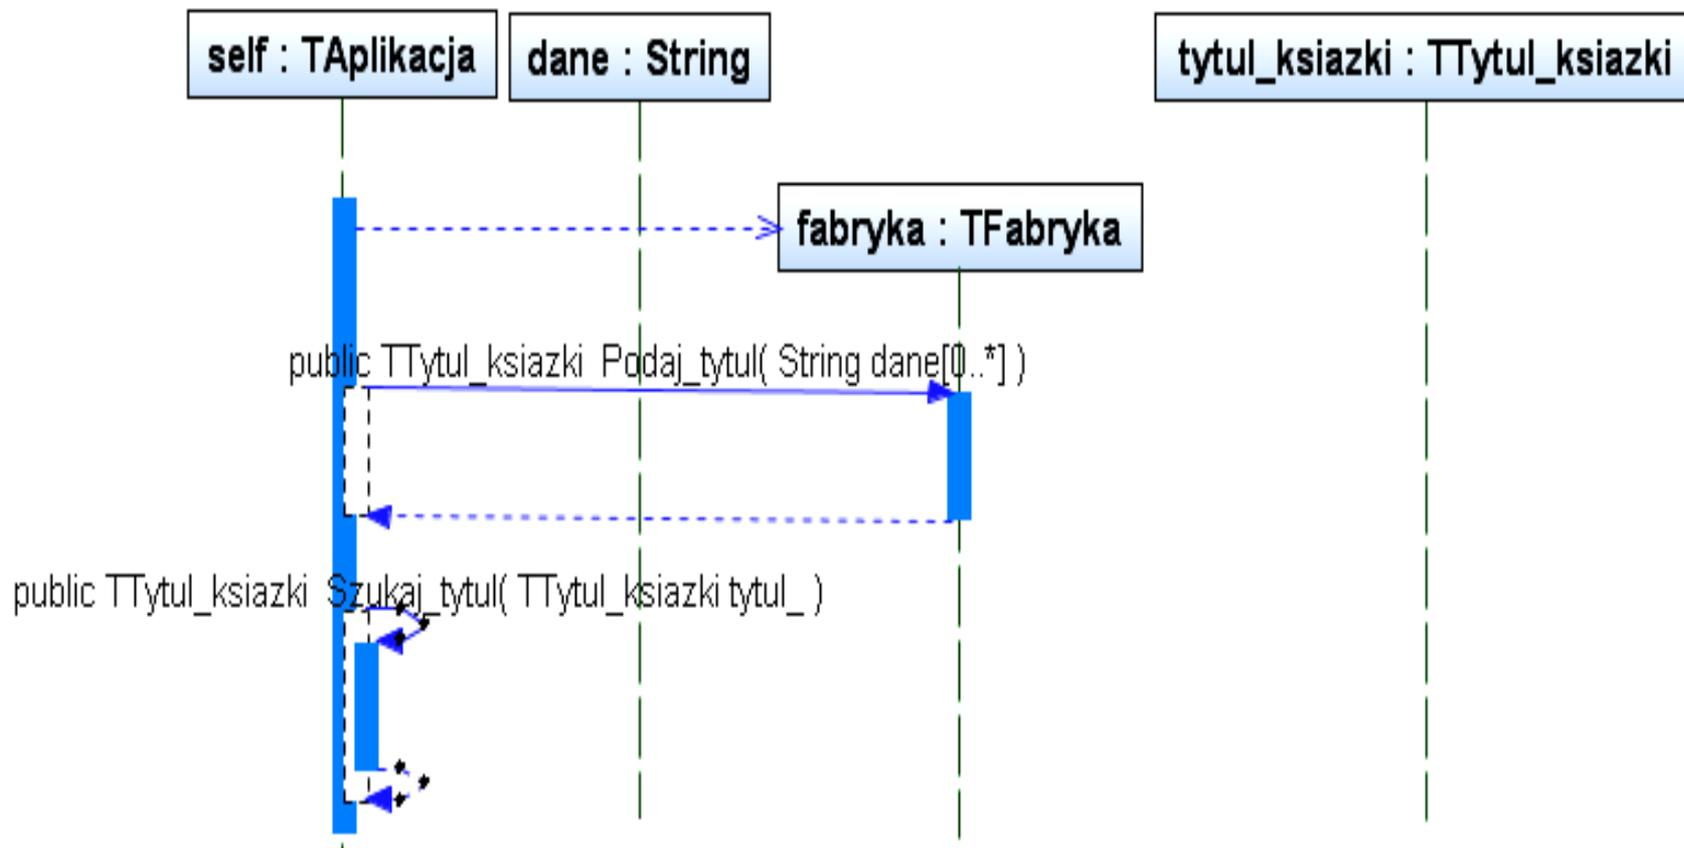 self : TAplikacja
dane : String
tytul_ksiazki : TTytul_ksiazki
fabryka : TFabryka
public TTytul_ksiazki Podaj_tytul( String dane[0..*] )
public TTytul_ksiazki Szukaj_tytul( TTytul_ksiazki tytul_ )